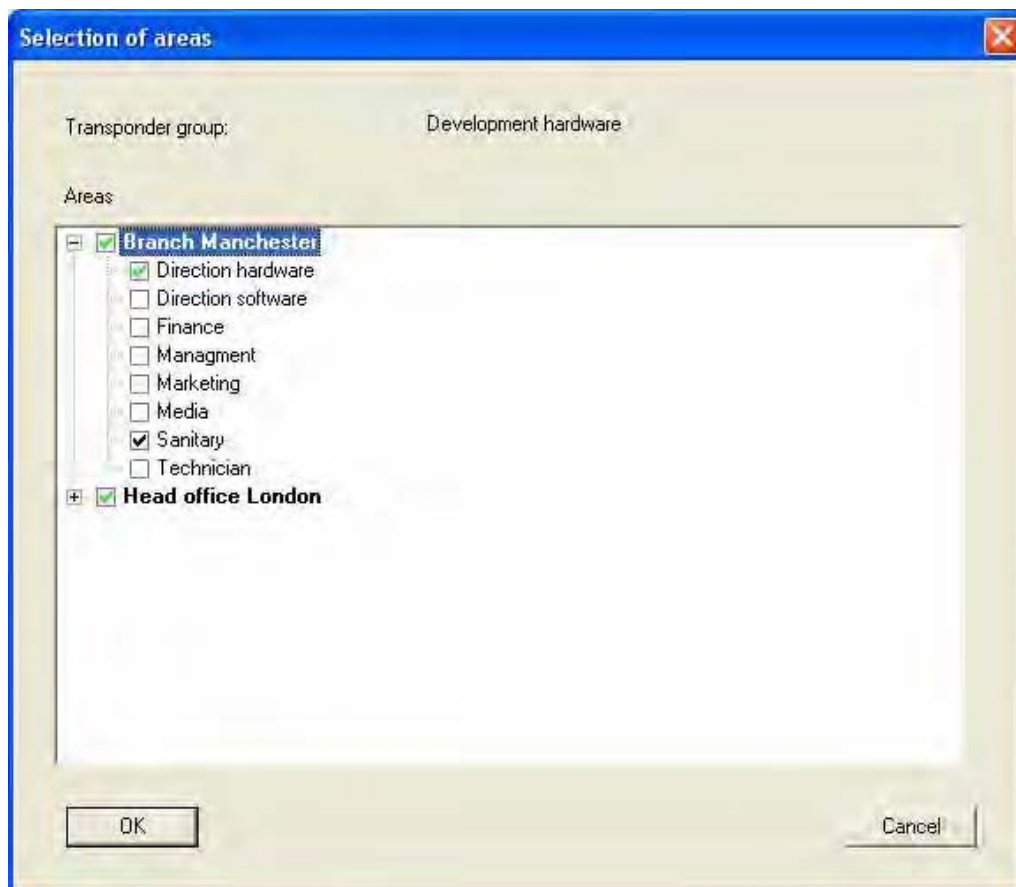 Selection of areas
Transponder group: Development hardware
Areas
Branch Manchester
Direction hardware
Direction software
Finance
Managment
Marketing
Media
Sanitary
Technician
Head office London
OK Cancel